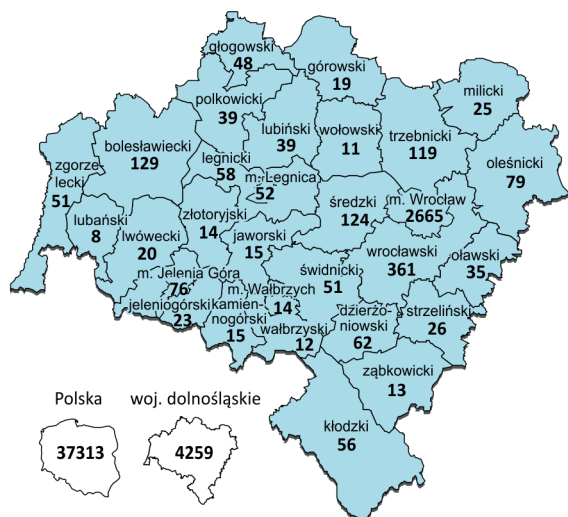 głogowski
48
górowski
19
milicki
25
polkowicki
39
lubiński
39
wołowski
11
trzebnicki
119
bolesławiecki
129
oleśnicki
79
zgorze
lecki
51
legnicki
58
m. Legnica
52
średzki
124
m. Wrocław
2665
lubański
8
lwówecki
20
złotoryjski
14
jaworski
15
wrocławski
361
oławski
35
świdnicki
51
m. Jelenia Góra
76
m. Wałbrzych
14
jeleniogórski
23
kamien-
nogórski
15
wałbrzyski
12
dzierżo-
niowski
62
strzeliński
26
ząbkowicki
13
kłodzki
56
Polska
37313
woj. dolnośląskie
4259